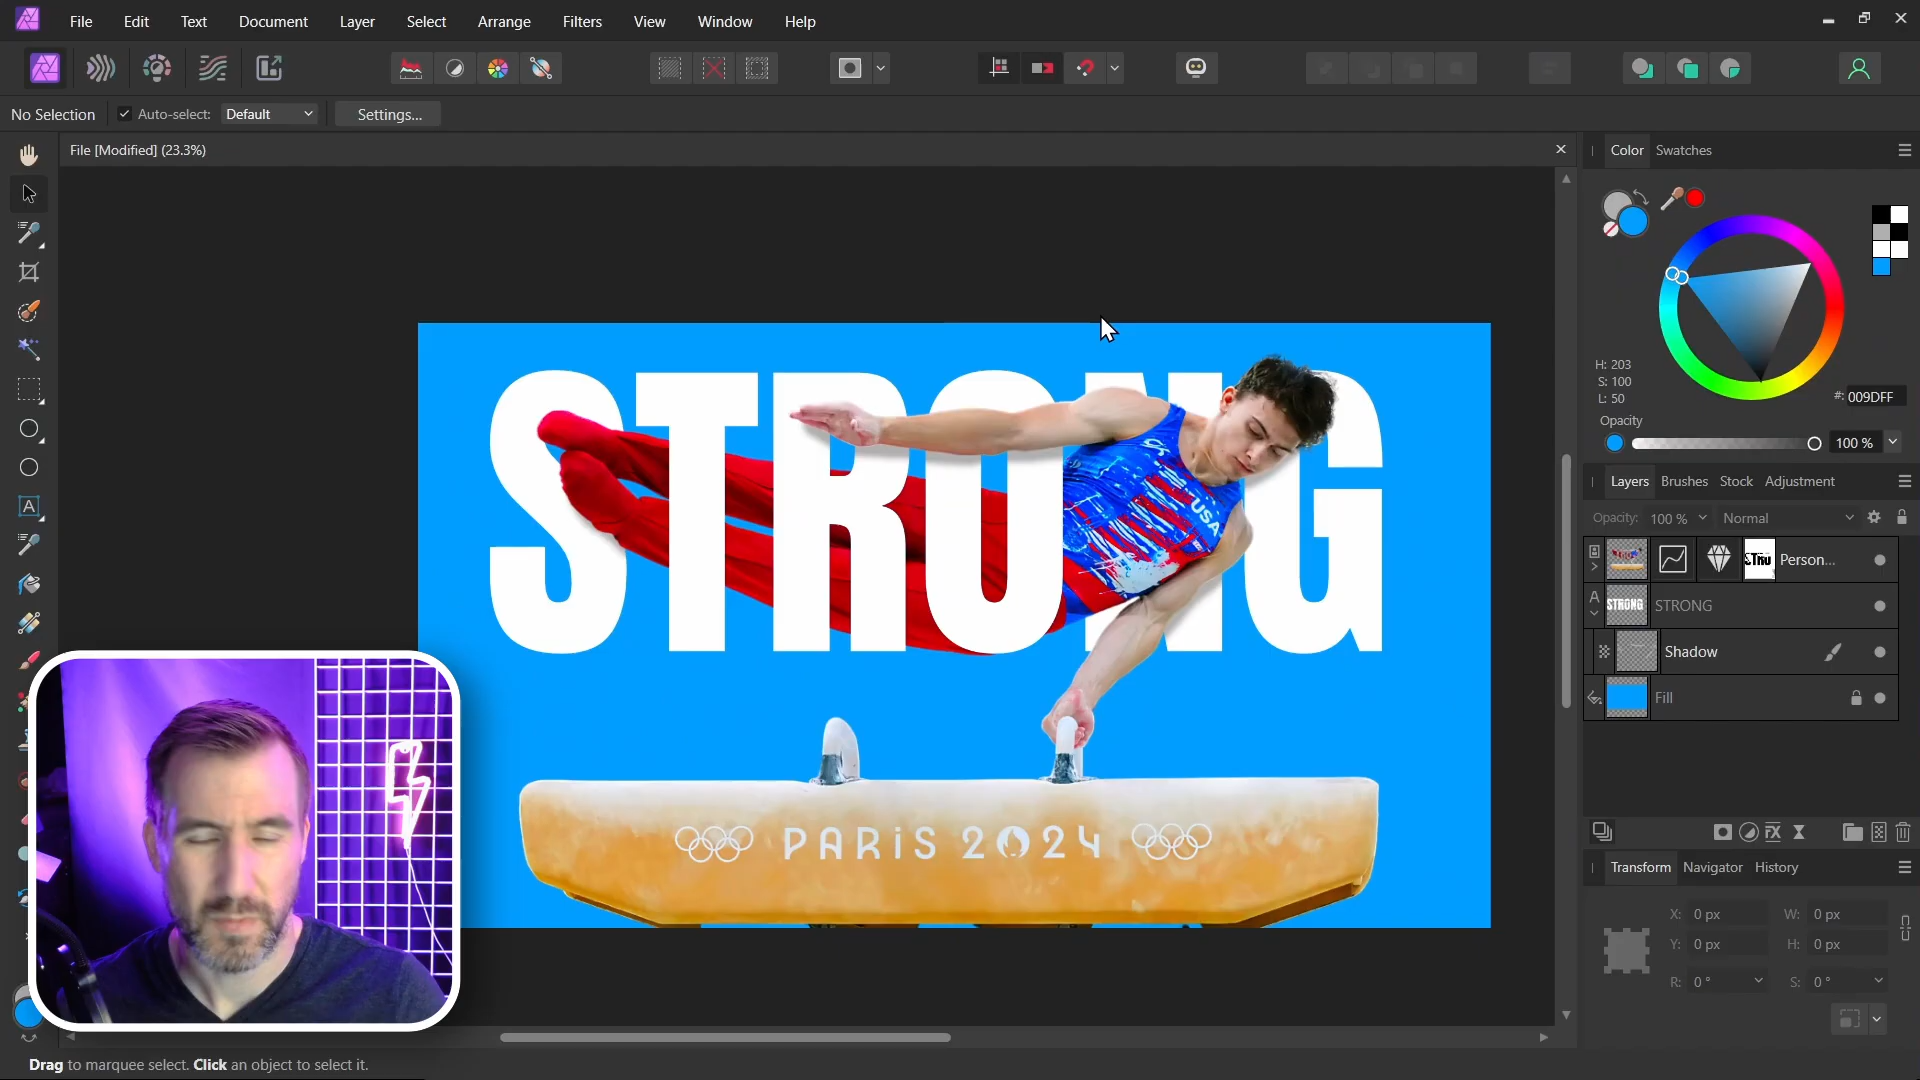 File Edit Text Document Layer Select Arrange Filters View Window Help
No Selection Auto-select: Default Settings...
File [Modified] (23.3%)
Color Swatches
H: 203
S: 100
L: 50
#: 009DFF
Opacity
100 %
Layers Brushes Stock Adjustment
Opacity: 100 % Normal
Person...
STRONG
Shadow
Fill
Transform Navigator History
X: 0 px W: 0 px
Y: 0 px H: 0 px
R: 0 ° S: 0 °
STRONG
USA
PARIS 2024
Drag to marquee select. Click an object to select it.